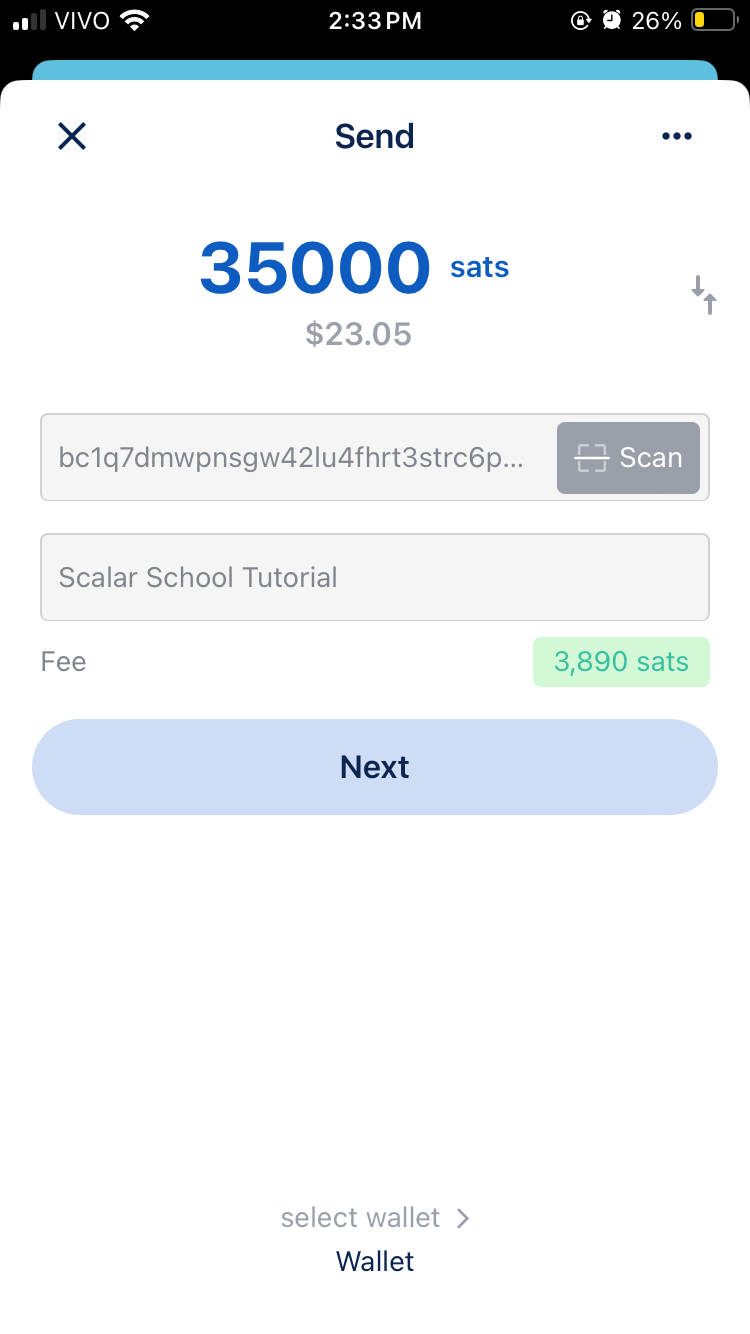 VIVO 2:33 PM 26%
Send
35000 sats
$23.05
bc1q7dmwpnsgw42lu4fhrt3strc6p... Scan
Scalar School Tutorial
Fee 3,890 sats
Next
select wallet
Wallet